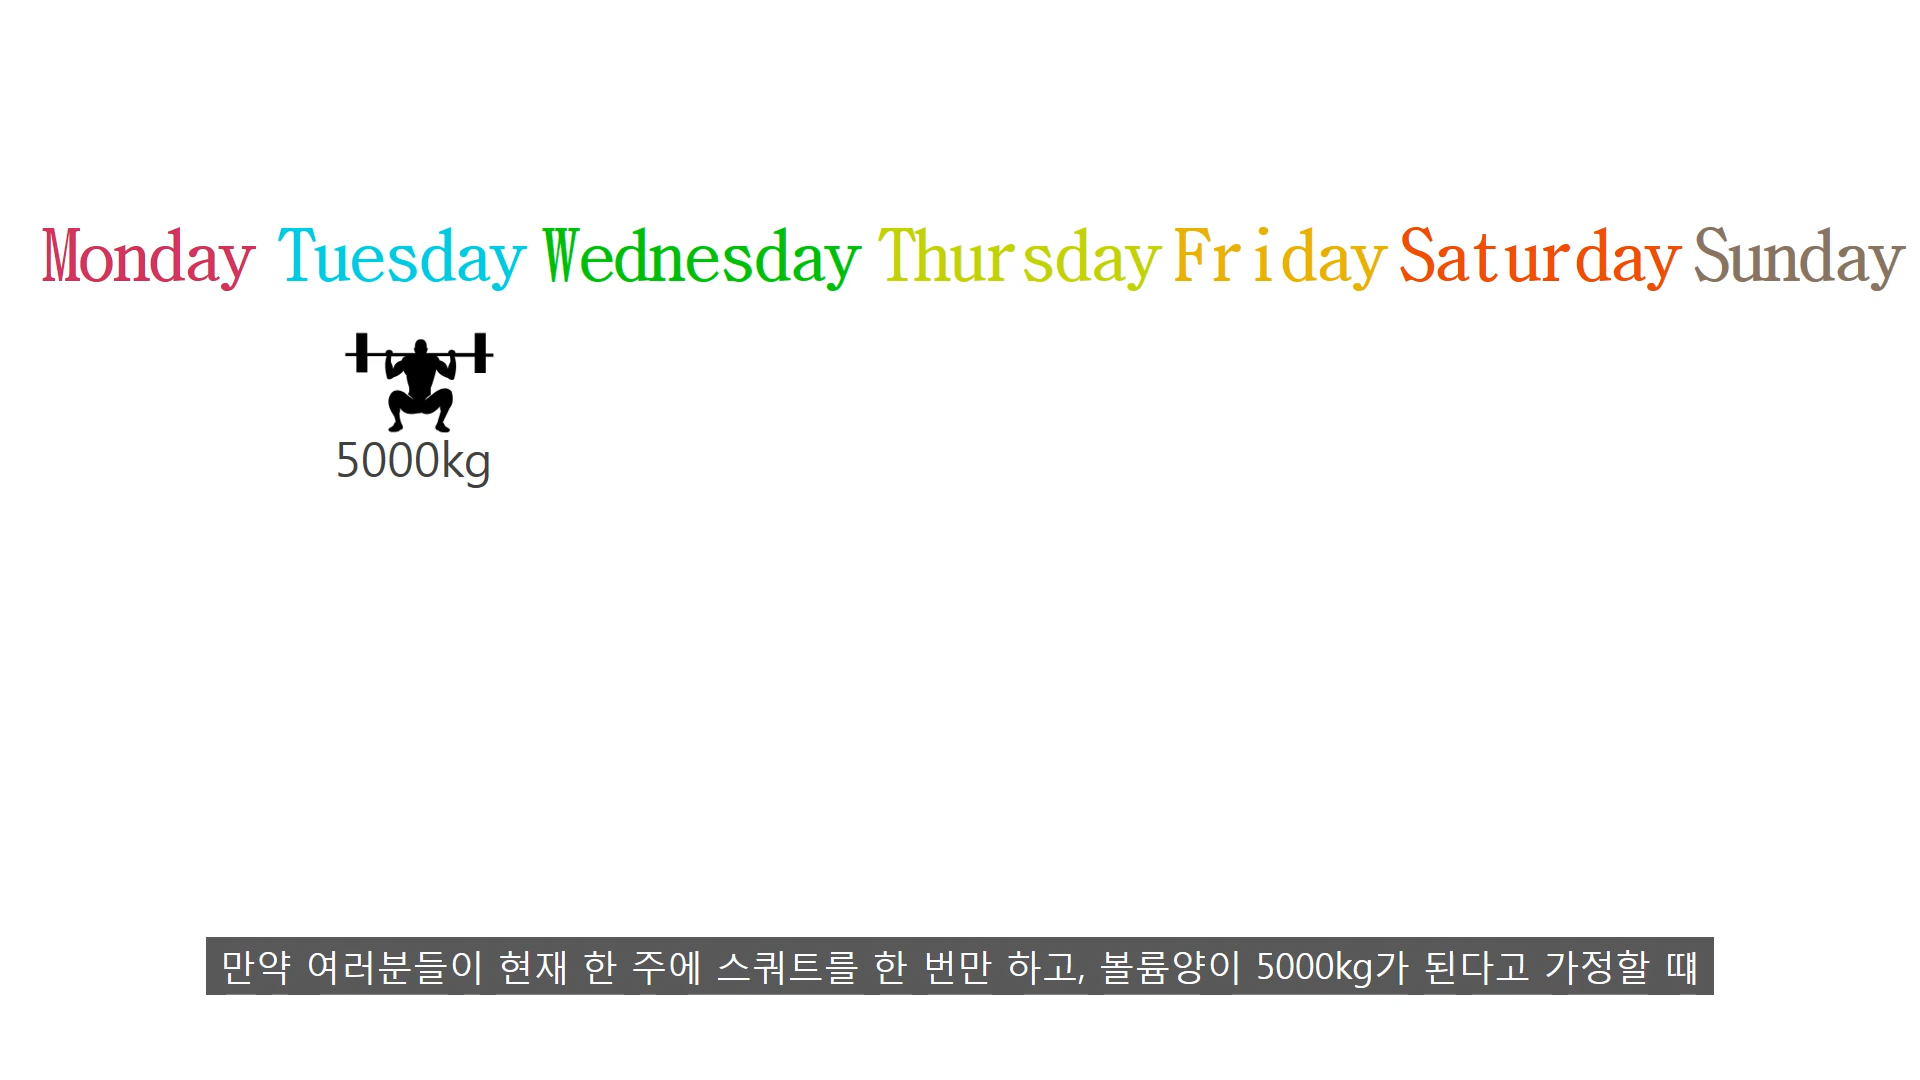 Monday Tuesday Wednesday Thursday Friday Saturday Sunday
5000kg
만약 여러분들이 현재 한 주에 스쿼트를 한 번만 하고, 볼륨양이 5000kg가 된다고 가정할 떄